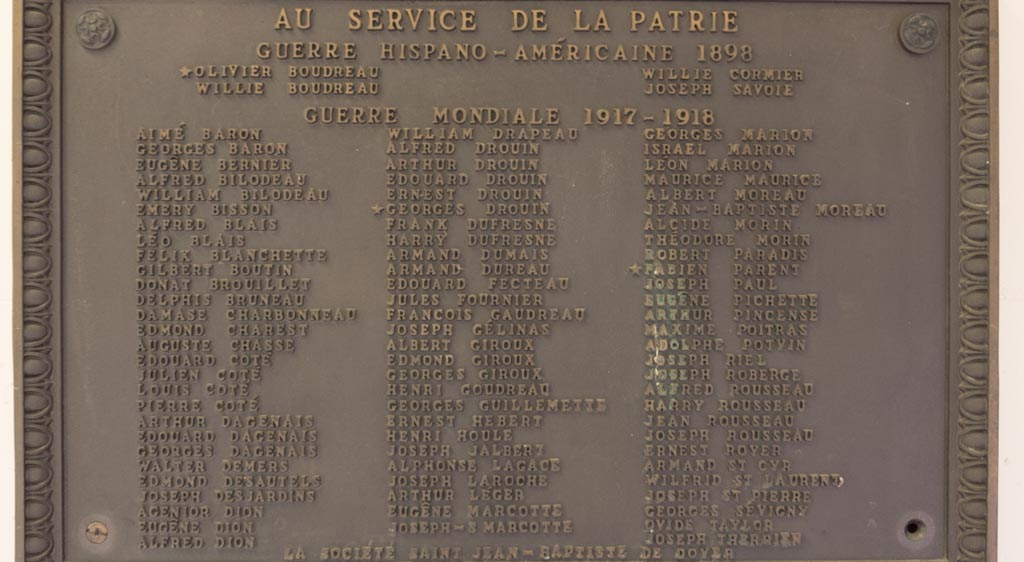 AU SERVICE DE LA PATRIE
GUERRE HISPANO-AMÉRICAINE 1898
★OLIVIER BOUDREAU
WILLIE BOUDREAU
WILLIE CORMIER
JOSEPH SAVOIE
GUERRE MONDIALE 1917-1918
AIMÉ BARON
GEORGES BARON
EUGÈNE BERNIER
ALFRED BILODEAU
WILLIAM BILODEAU
EMERY BISSON
ALFRED BLAIS
LÉO BLAIS
FÉLIX BLANCHETTE
GILBERT BOUTIN
DONAT BROUILLET
DELPHIS BRUNEAU
DAMASE CHARBONNEAU
EDMOND CHAREST
AUGUSTE CHASSE
EDOUARD COTÉ
JULIEN COTÉ
LOUIS COTÉ
PIERRE COTÉ
ARTHUR DAGENAIS
EDOUARD DAGENAIS
GEORGES DAGENAIS
WALTER DEMERS
EDMOND DESAUTELS
JOSEPH DESJARDINS
AGENIOR DION
EUGÈNE DION
ALFRED DION
WILLIAM DRAPEAU
ALFRED DROUIN
ARTHUR DROUIN
EDOUARD DROUIN
ERNEST DROUIN
★GEORGES DROUIN
FRANK DUFRESNE
HARRY DUFRESNE
ARMAND DUMAIS
ARMAND DUREAU
EDOUARD FECTEAU
JULES FOURNIER
FRANCOIS GAUDREAU
JOSEPH GÉLINAS
ALBERT GIROUX
EDMOND GIROUX
GEORGES GIROUX
HENRI GOUDREAU
GEORGES GUILLEMETTE
ERNEST HEBERT
HENRI HOULE
JOSEPH JALBERT
ALPHONSE LAGACE
JOSEPH LAROCHE
ARTHUR LEGER
EUGÈNE MARCOTTE
JOSEPH-S MARCOTTE
GEORGES MARION
ISRAEL MARION
LEON MARION
MAURICE MAURICE
ALBERT MOREAU
JEAN-BAPTISTE MOREAU
ALCIDE MORIN
THÉODORE MORIN
ROBERT PARADIS
★FABIEN PARENT
JOSEPH PAUL
EUGÈNE PICHETTE
ARTHUR PINCENSE
MAXIME POITRAS
ADOLPHE POTVIN
JOSEPH RIEL
JOSEPH ROBERGE
ALFRED ROUSSEAU
HARRY ROUSSEAU
JEAN ROUSSEAU
JOSEPH ROUSSEAU
ERNEST ROYER
ARMAND ST CYR
WILFRID ST LAURENT
JOSEPH ST PIERRE
GEORGES SÉVIGNY
OVIDE TAYLOR
JOSEPH THERRIEN
LA SOCIÉTÉ SAINT JEAN-BAPTISTE DE DOVER